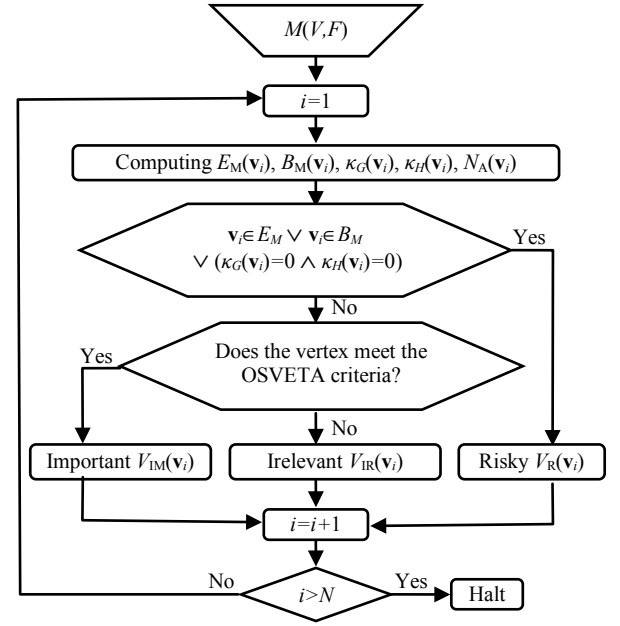 M(V,F)
i=1
Computing E_M(v_i), B_M(v_i), κ_G(v_i), κ_H(v_i), N_A(v_i)
v_i∈E_M ∨ v_i∈B_M
∨ (κ_G(v_i)=0 ∧ κ_H(v_i)=0)
Yes
No
Does the vertex meet the
OSVETA criteria?
Yes
No
Important V_IM(v_i)
Irelevant V_IR(v_i)
Risky V_R(v_i)
i=i+1
No
i>N
Yes
Halt